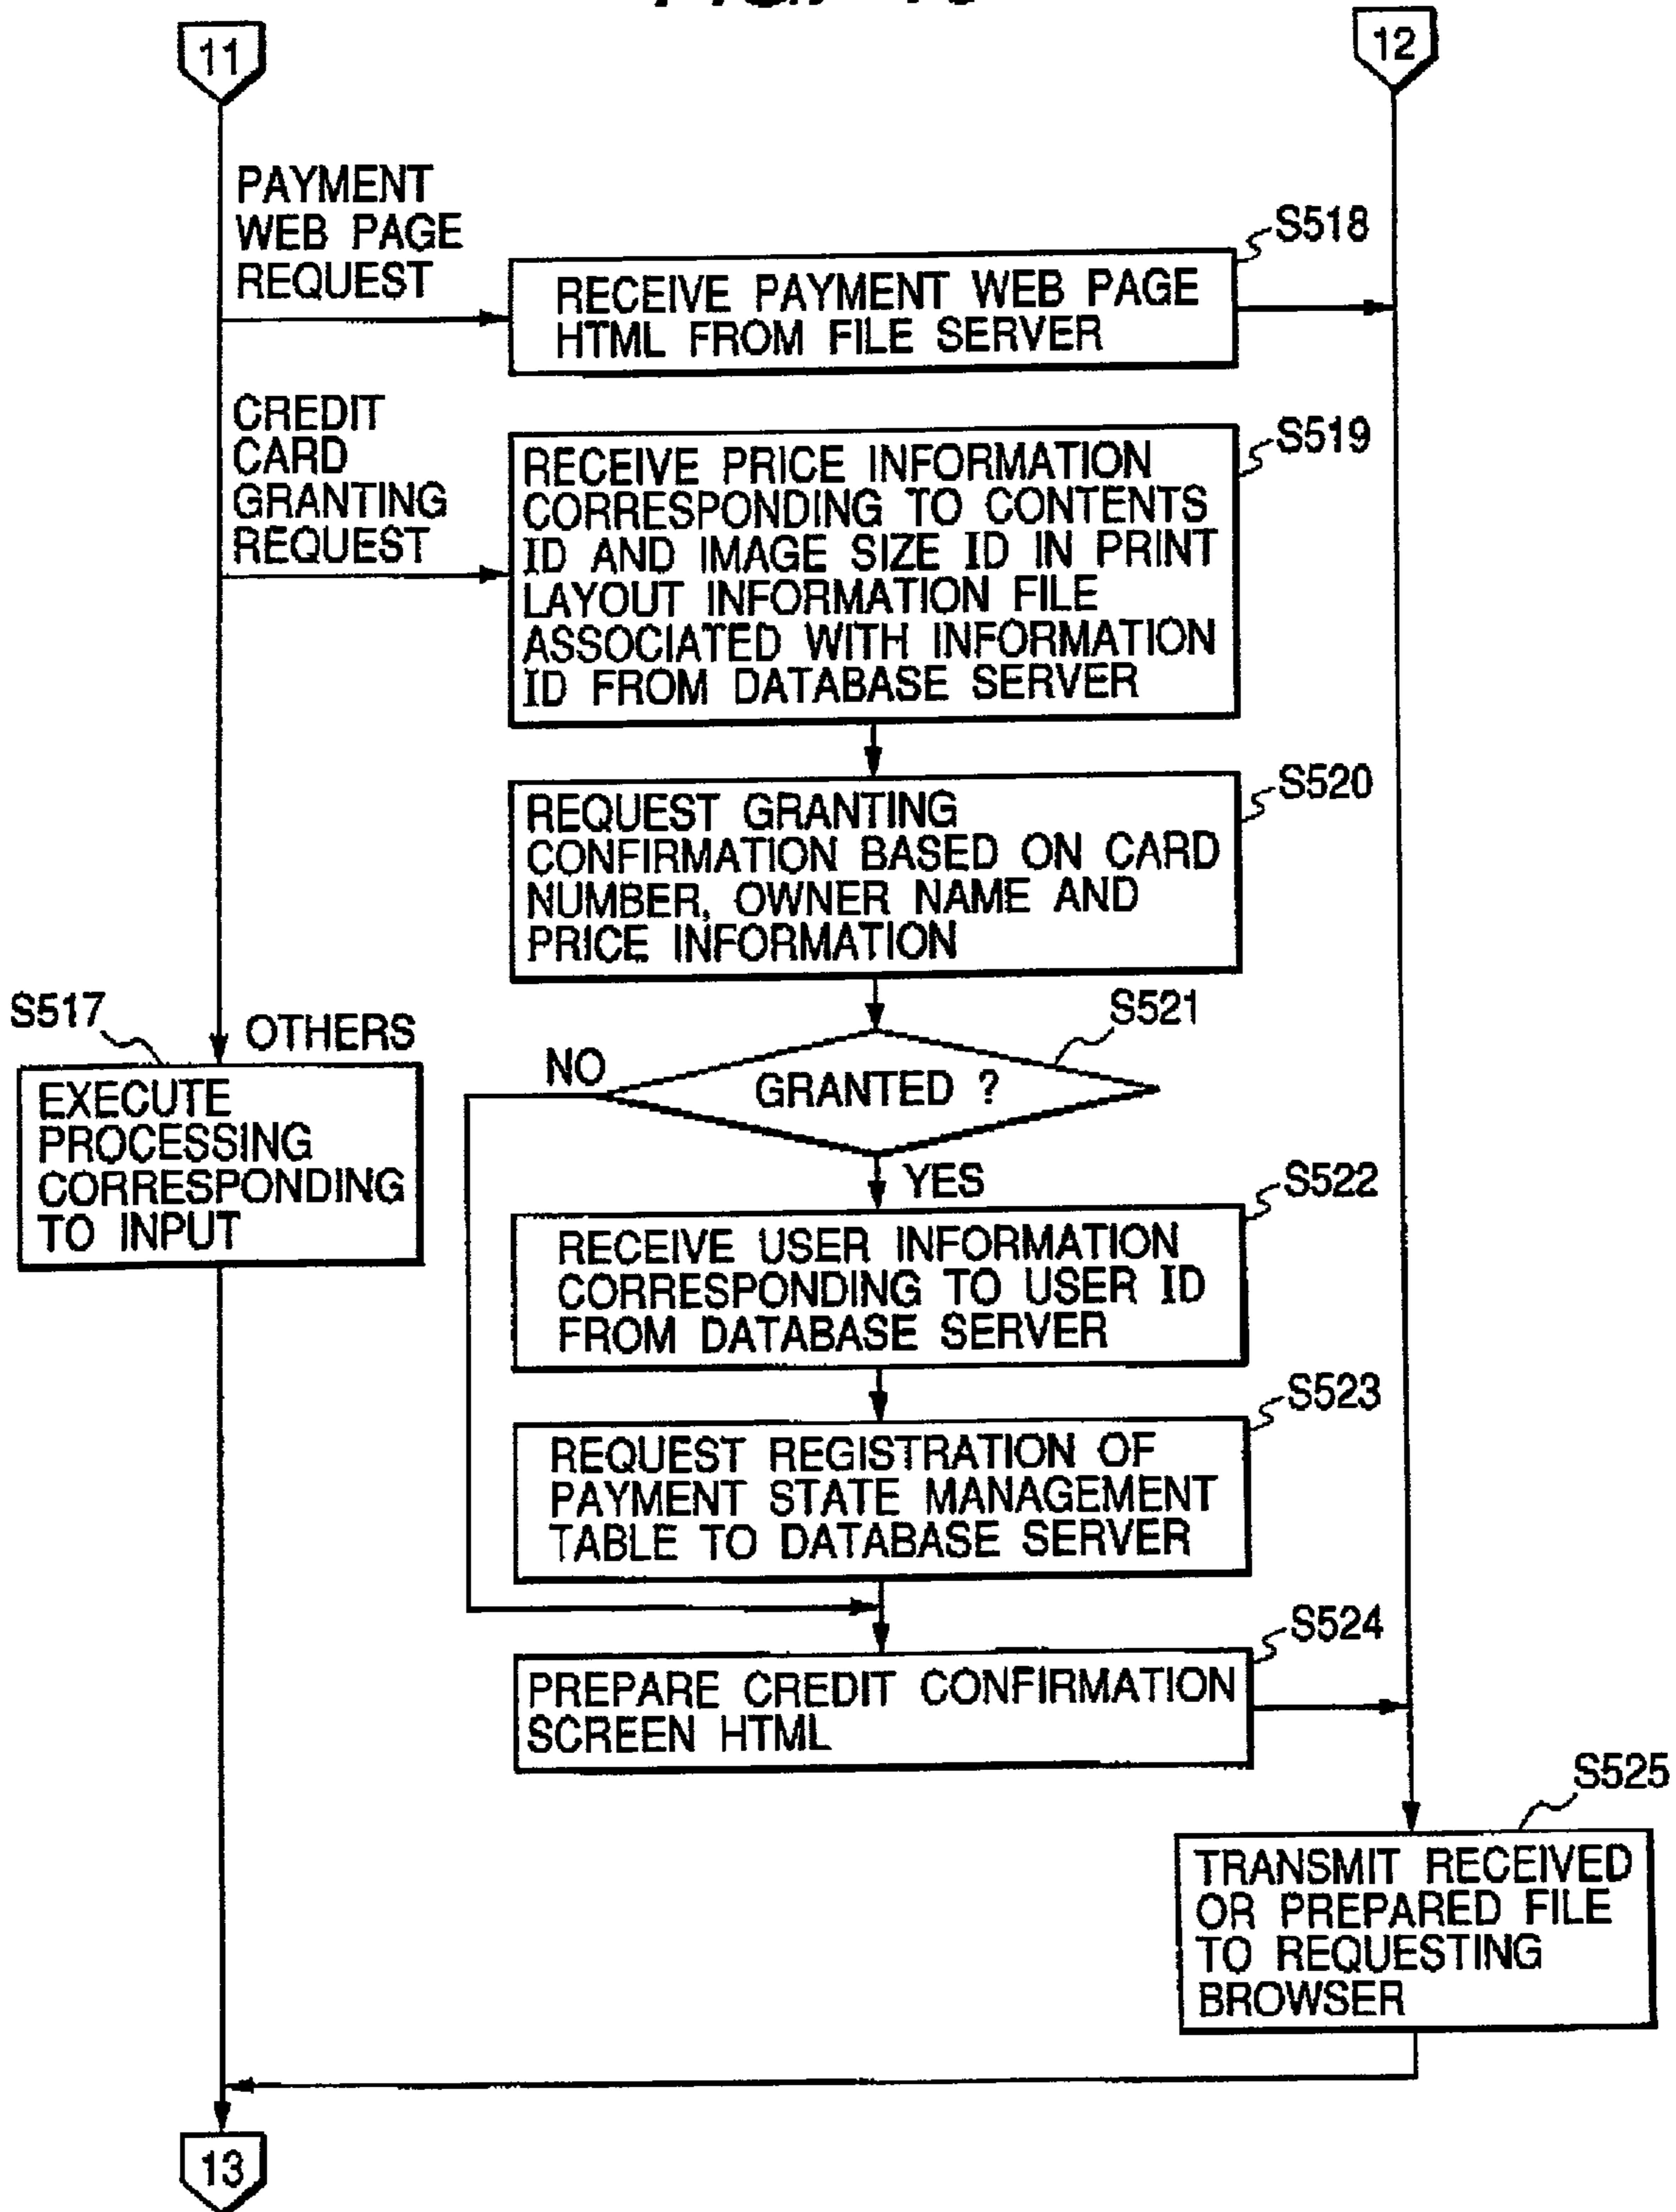 11
12
PAYMENT
WEB PAGE
REQUEST
S518
RECEIVE PAYMENT WEB PAGE
HTML FROM FILE SERVER
CREDIT
CARD
GRANTING
REQUEST
S519
RECEIVE PRICE INFORMATION
CORRESPONDING TO CONTENTS
ID AND IMAGE SIZE ID IN PRINT
LAYOUT INFORMATION FILE
ASSOCIATED WITH INFORMATION
ID FROM DATABASE SERVER
S520
REQUEST GRANTING
CONFIRMATION BASED ON CARD
NUMBER, OWNER NAME AND
PRICE INFORMATION
S517
OTHERS
EXECUTE
PROCESSING
CORRESPONDING
TO INPUT
S521
NO
GRANTED ?
YES
S522
RECEIVE USER INFORMATION
CORRESPONDING TO USER ID
FROM DATABASE SERVER
S523
REQUEST REGISTRATION OF
PAYMENT STATE MANAGEMENT
TABLE TO DATABASE SERVER
S524
PREPARE CREDIT CONFIRMATION
SCREEN HTML
S525
TRANSMIT RECEIVED
OR PREPARED FILE
TO REQUESTING
BROWSER
13